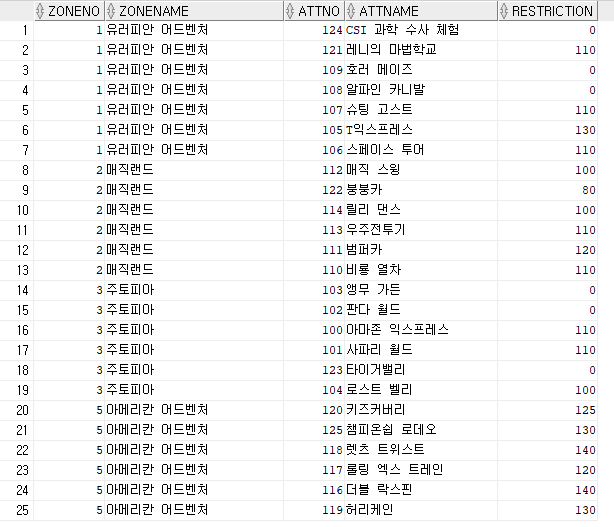 ZONENO ZONENAME ATTNO ATTNAME RESTRICTION
1 1 유러피안 어드벤처 124 CSI 과학 수사 체험 0
2 1 유러피안 어드벤처 121 레니의 마법학교 110
3 1 유러피안 어드벤처 109 호러 메이즈 0
4 1 유러피안 어드벤처 108 알파인 카니발 0
5 1 유러피안 어드벤처 107 슈팅 고스트 110
6 1 유러피안 어드벤처 105 T익스프레스 130
7 1 유러피안 어드벤처 106 스페이스 투어 110
8 2 매직랜드 112 매직 스윙 100
9 2 매직랜드 122 붕붕카 80
10 2 매직랜드 114 릴리 댄스 100
11 2 매직랜드 113 우주전투기 110
12 2 매직랜드 111 범퍼카 120
13 2 매직랜드 110 비룡 열차 110
14 3 주토피아 103 앵무 가든 0
15 3 주토피아 102 판다 월드 0
16 3 주토피아 100 아마존 익스프레스 110
17 3 주토피아 101 사파리 월드 110
18 3 주토피아 123 타이거밸리 0
19 3 주토피아 104 로스트 벨리 100
20 5 아메리칸 어드벤처 120 키즈커버리 125
21 5 아메리칸 어드벤처 125 챔피온쉽 로데오 130
22 5 아메리칸 어드벤처 118 렛츠 트위스트 140
23 5 아메리칸 어드벤처 117 롤링 엑스 트레인 120
24 5 아메리칸 어드벤처 116 더블 락스핀 140
25 5 아메리칸 어드벤처 119 허리케인 130